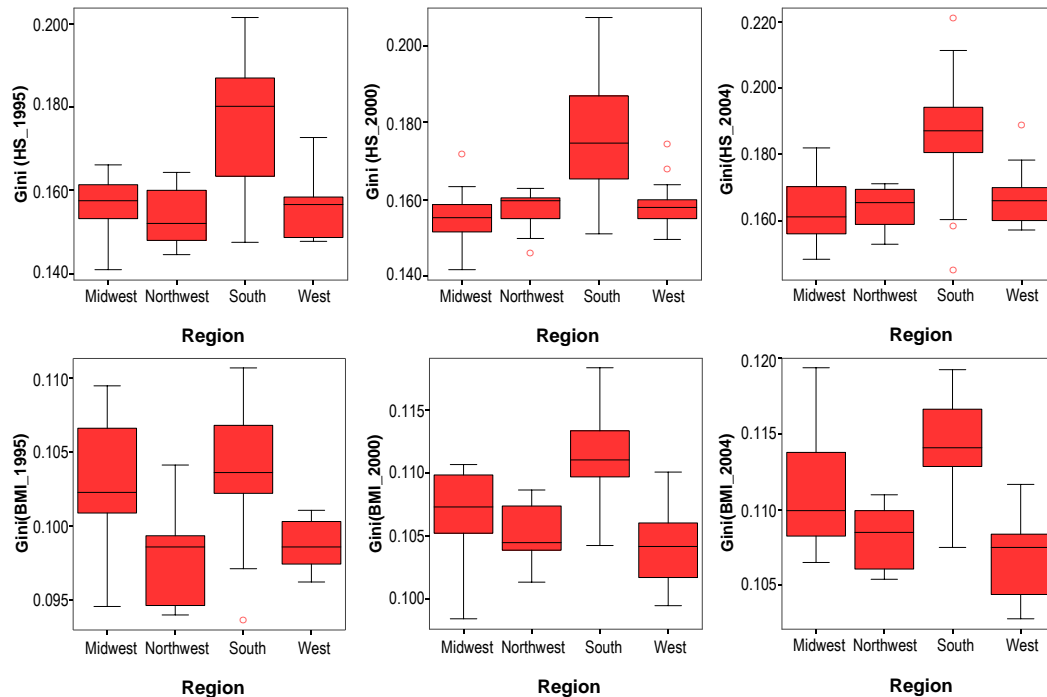 Gini (HS_1995)
0.200
0.180
0.160
0.140
Midwest Northwest South West
Region
Gini (HS_2000)
0.200
0.180
0.160
0.140
Midwest Northwest South West
Region
Gini(HS_2004)
0.220
0.200
0.180
0.160
Midwest Northwest South West
Region
Gini(BMI_1995)
0.110
0.105
0.100
0.095
Midwest Northwest South West
Region
Gini(BMI_2000)
0.115
0.110
0.105
0.100
Midwest Northwest South West
Region
Gini(BMI_2004)
0.120
0.115
0.110
0.105
Midwest Northwest South West
Region